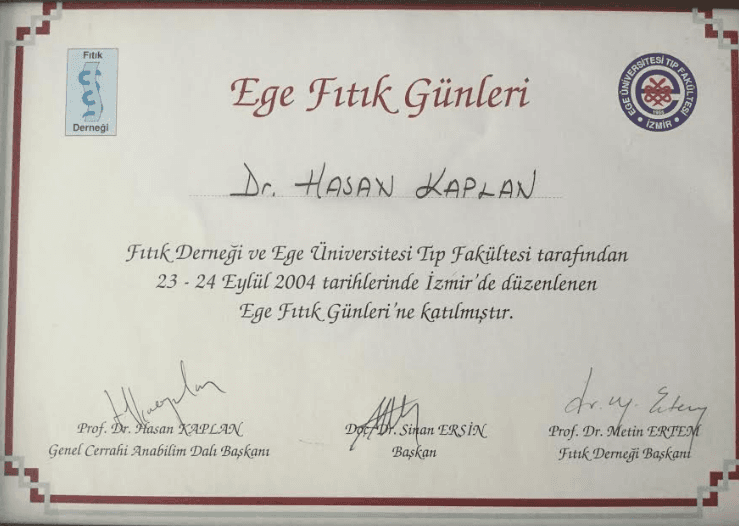 Fıtık
Derneği
EGE ÜNİVERSİTESİ TIP FAKÜLTESİ
1955
• İZMİR •
Ege Fıtık Günleri
Dr. HASAN KAPLAN
Fıtık Derneği ve Ege Üniversitesi Tıp Fakültesi tarafından
23 - 24 Eylül 2004 tarihlerinde İzmir'de düzenlenen
Ege Fıtık Günleri'ne katılmıştır.
Prof. Dr. Hasan KAPLAN
Genel Cerrahi Anabilim Dalı Başkanı
Doç. Dr. Sinan ERSİN
Başkan
dr. M. Ertem
Prof. Dr. Metin ERTEM
Fıtık Derneği Başkanı